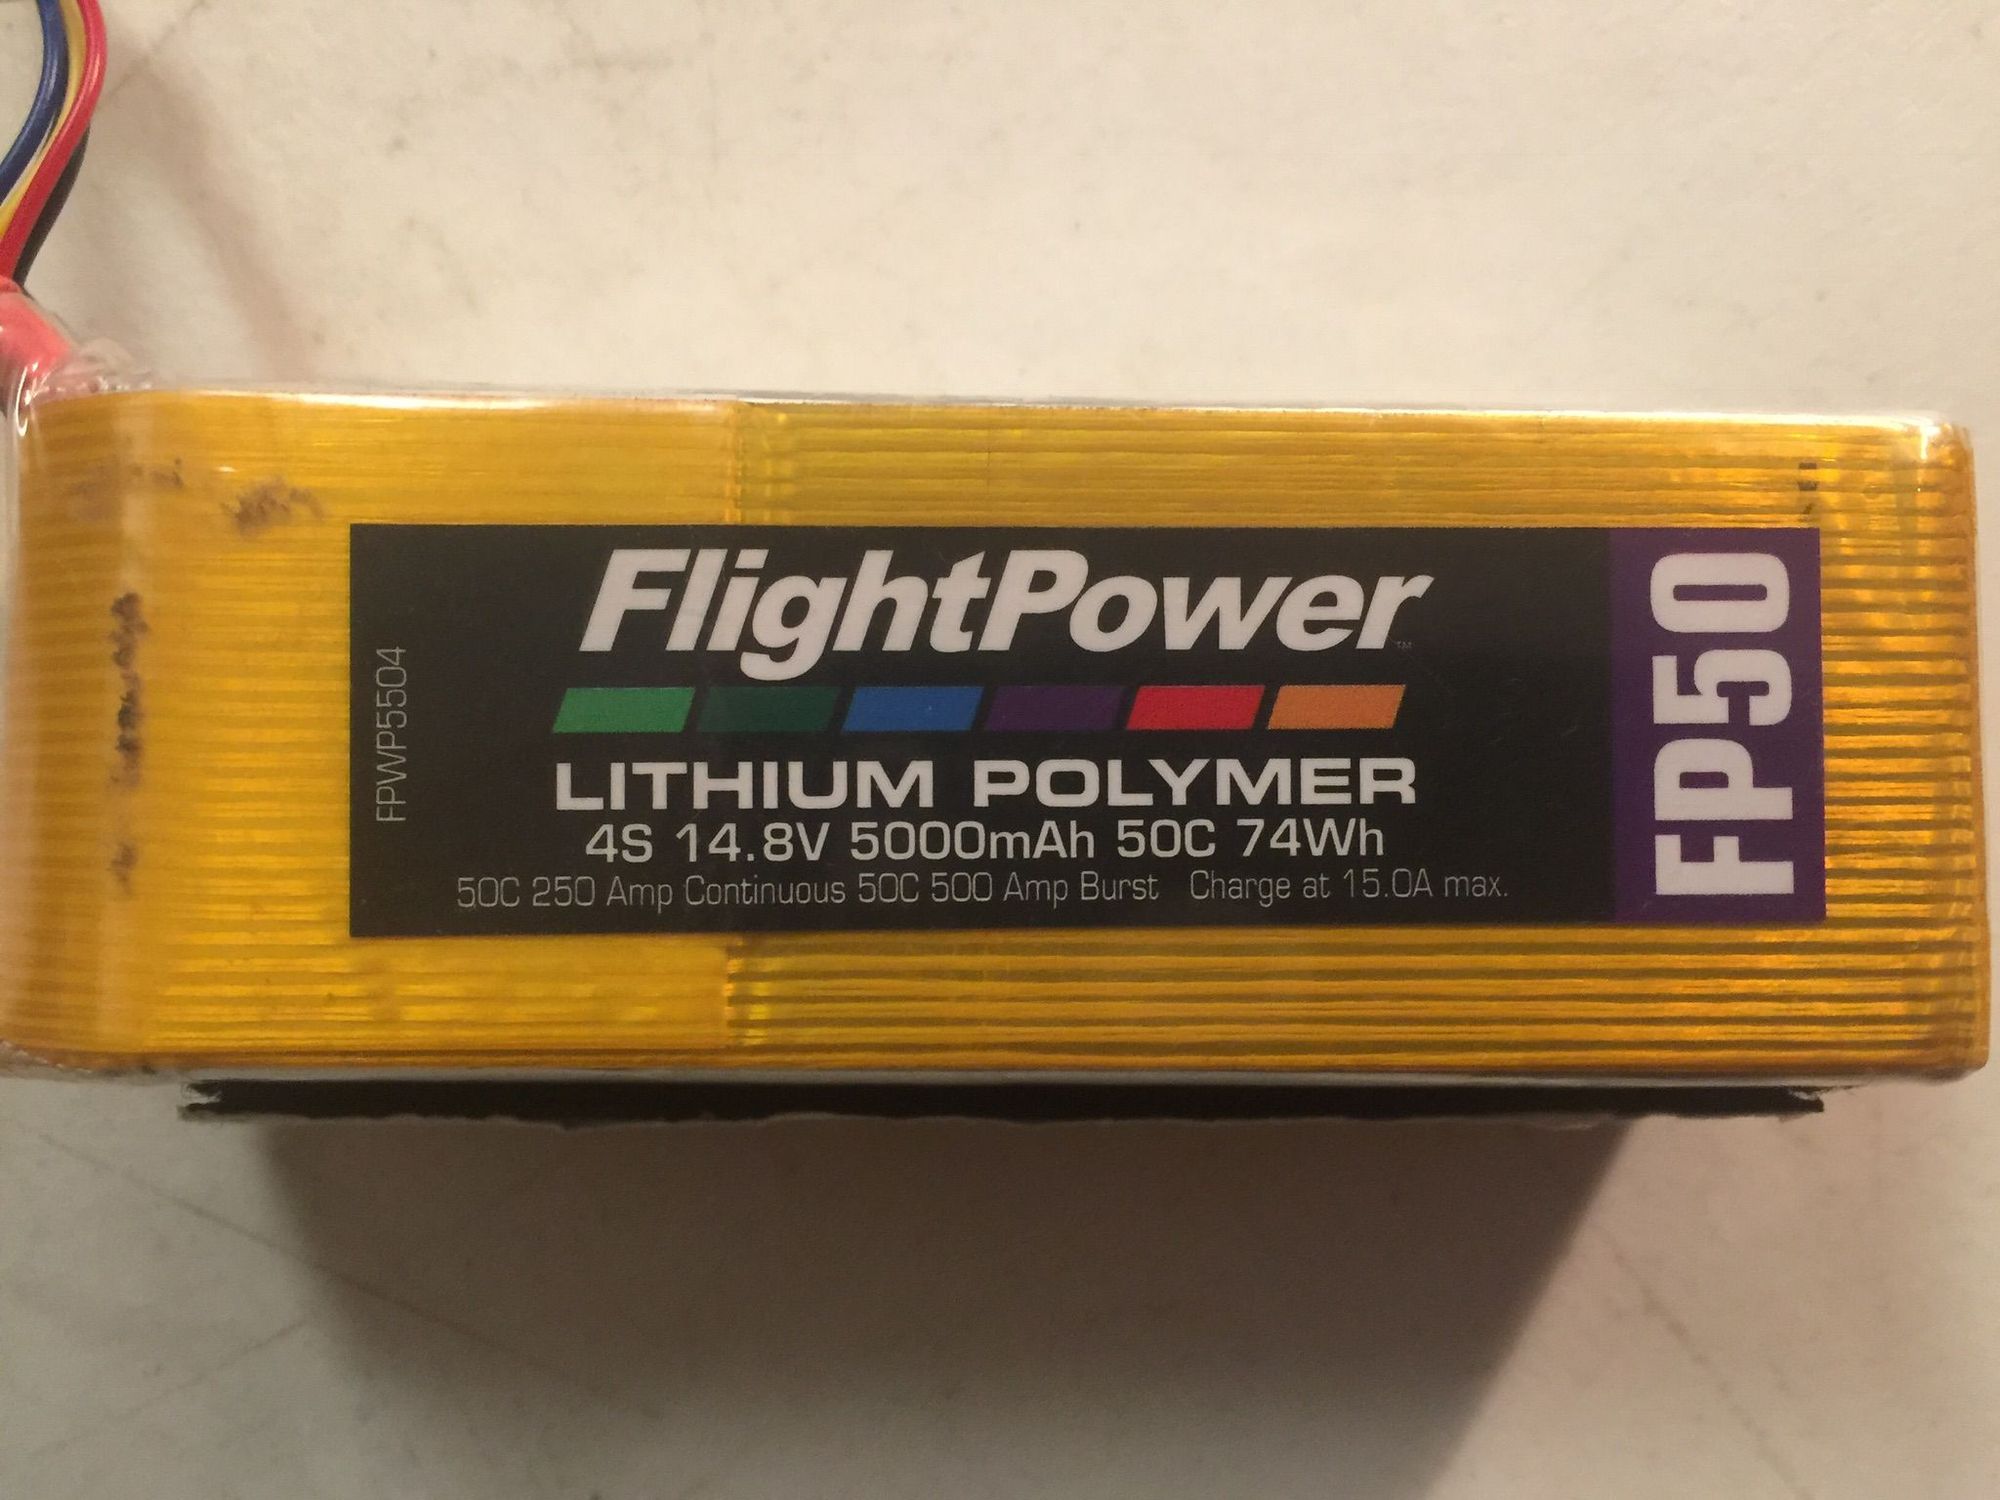 FlightPower™
LITHIUM POLYMER
4S 14.8V 5000mAh 50C 74Wh
50C 250 Amp Continuous 50C 500 Amp Burst Charge at 15.0A max.
FPWP5504
FP50